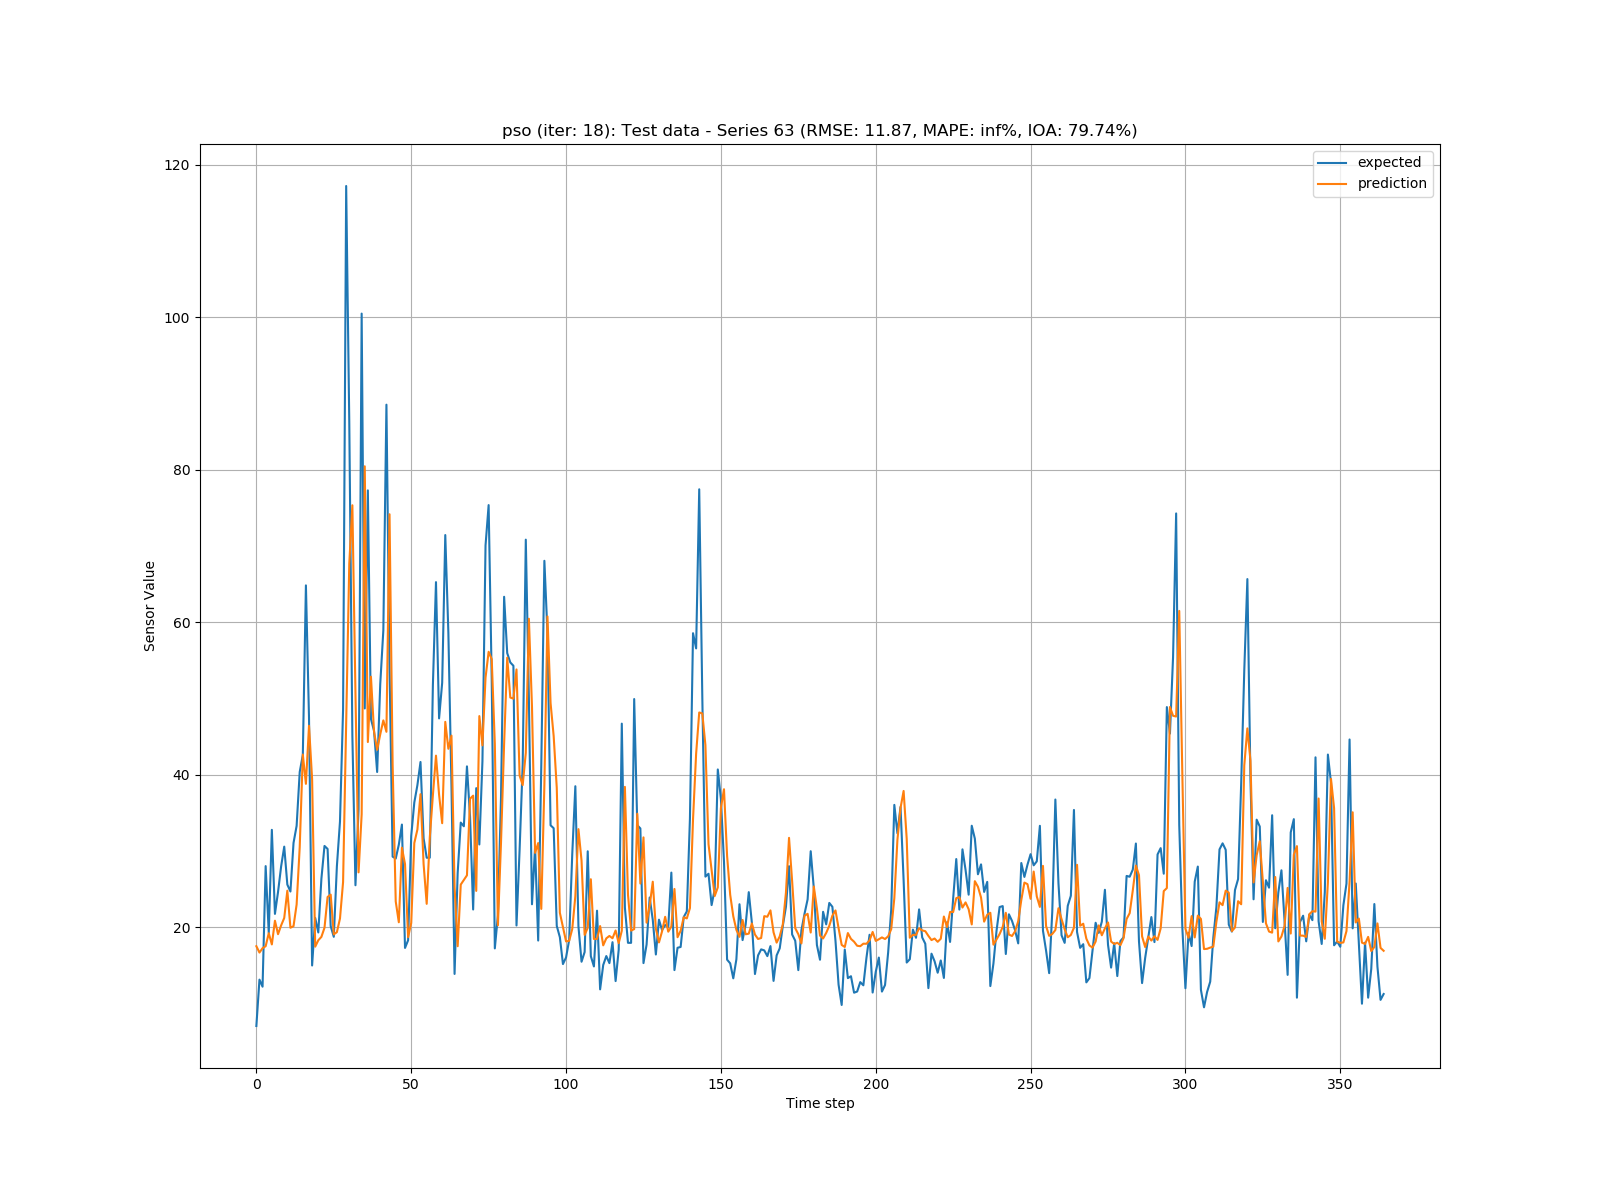 pso (iter: 18): Test data - Series 63 (RMSE: 11.87, MAPE: inf%, IOA: 79.74%)
expected
prediction
120
100
80
60
40
20
Sensor Value
0 50 100 150 200 250 300 350
Time step